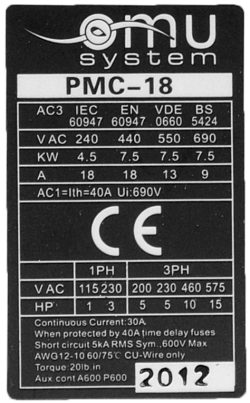 emu
system
PMC-18
AC3 IEC 60947 EN 60947 VDE 0660 BS 5424
V AC 240 440 550 690
KW 4.5 7.5 7.5 7.5
A 18 18 13 9
AC1=Ith=40A Ui:690V
CE
1PH 3PH
V AC 115 230 200 230 460 575
HP 1 3 5 5 10 15
Continuous Current:30A
When protected by 40A time delay fuses
Short circuit 5kA RMS Sym.,600V Max
AWG12-10 60/75℃ CU-Wire only
Torque:20lb.in
Aux cont A600 P600
2012